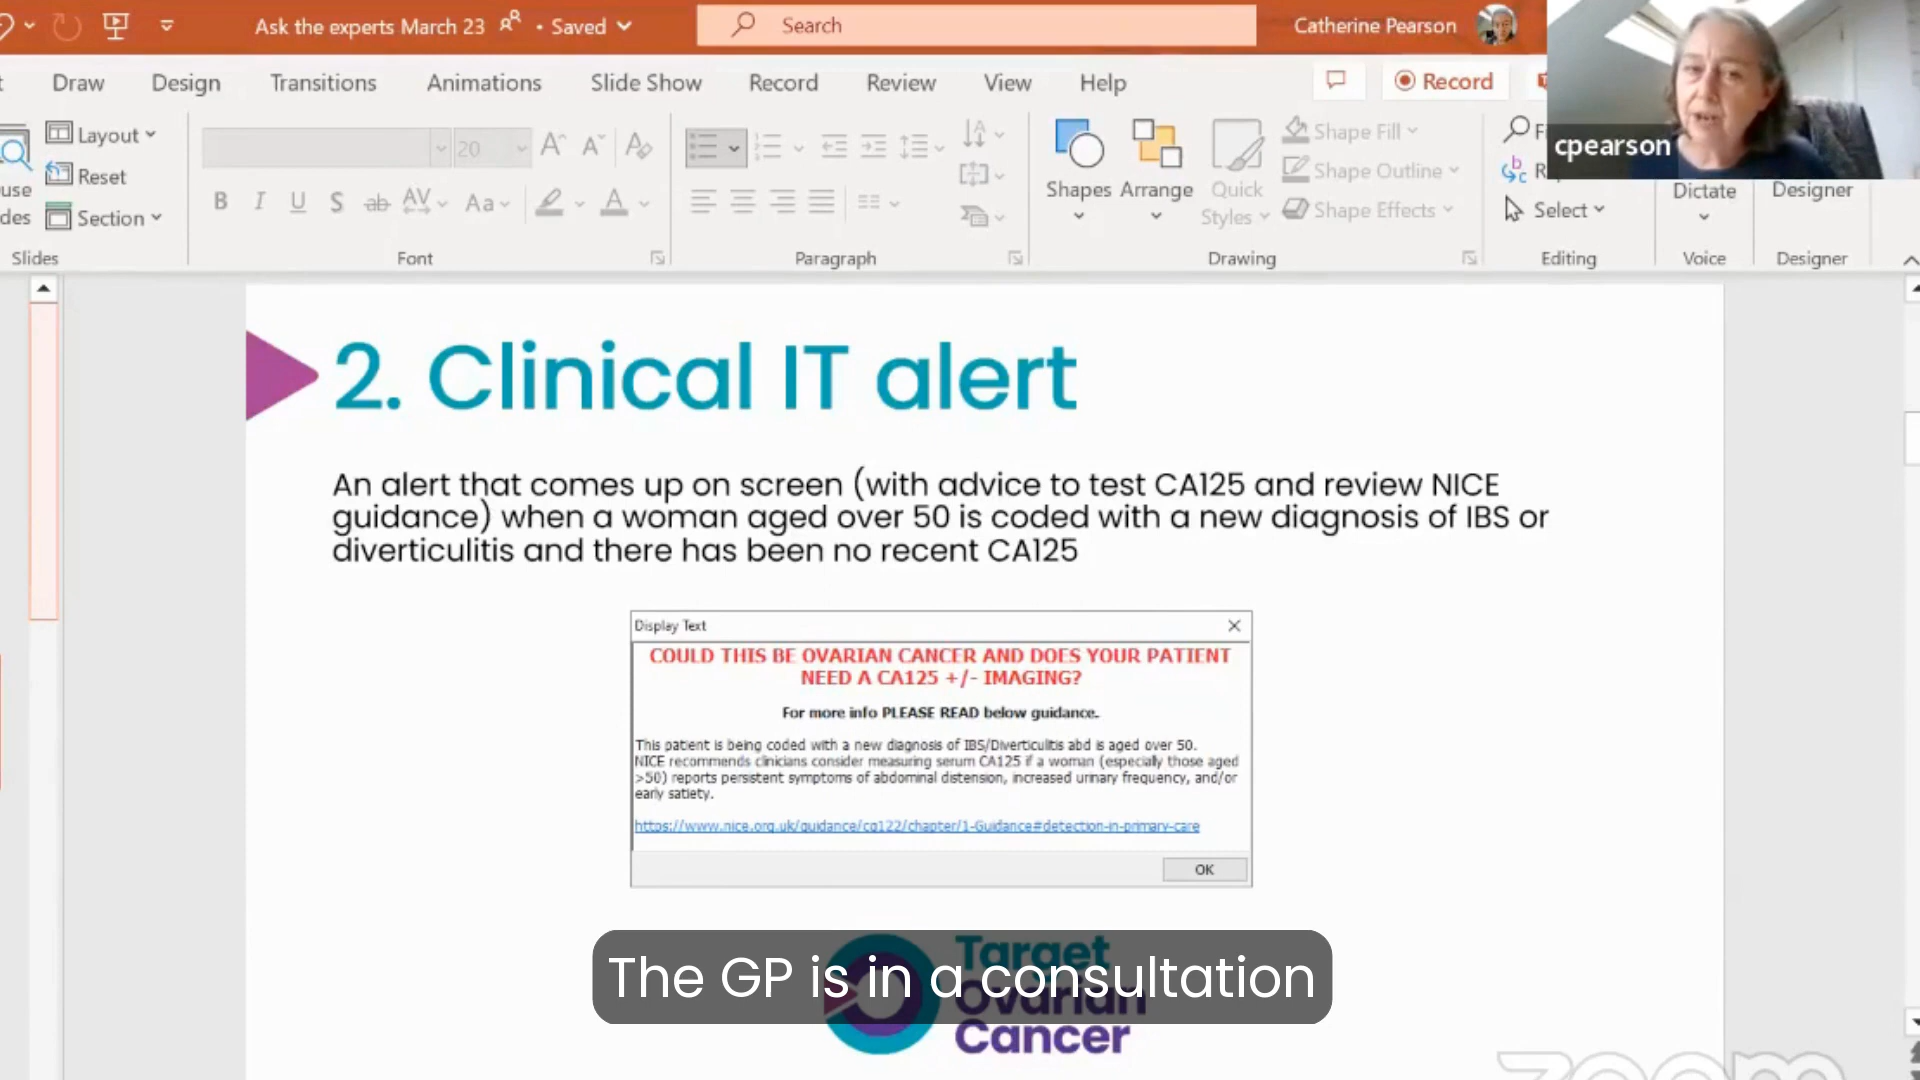 Ask the experts March 23 • Saved
Search
Catherine Pearson
Draw
Design
Transitions
Animations
Slide Show
Record
Review
View
Help
Record
cpearson
Layout
Reset
Section
Slides
20
B I U S ab AV Aa A
Font
Paragraph
Shapes
Arrange
Quick
Styles
Shape Fill
Shape Outline
Shape Effects
Drawing
Select
Editing
Dictate
Voice
Designer
Designer
2. Clinical IT alert
An alert that comes up on screen (with advice to test CA125 and review NICE
guidance) when a woman aged over 50 is coded with a new diagnosis of IBS or
diverticulitis and there has been no recent CA125
Display Text
COULD THIS BE OVARIAN CANCER AND DOES YOUR PATIENT
NEED A CA125 +/- IMAGING?
For more info PLEASE READ below guidance.
This patient is being coded with a new diagnosis of IBS/Diverticulitis abd is aged over 50.
NICE recommends clinicians consider measuring serum CA125 if a woman (especially those aged
>50) reports persistent symptoms of abdominal distension, increased urinary frequency, and/or
early satiety.
https://www.nice.org.uk/guidance/cg122/chapter/1-Guidance#detection-in-primary-care
OK
The GP is in a consultation
Target
Ovarian
Cancer
zoom